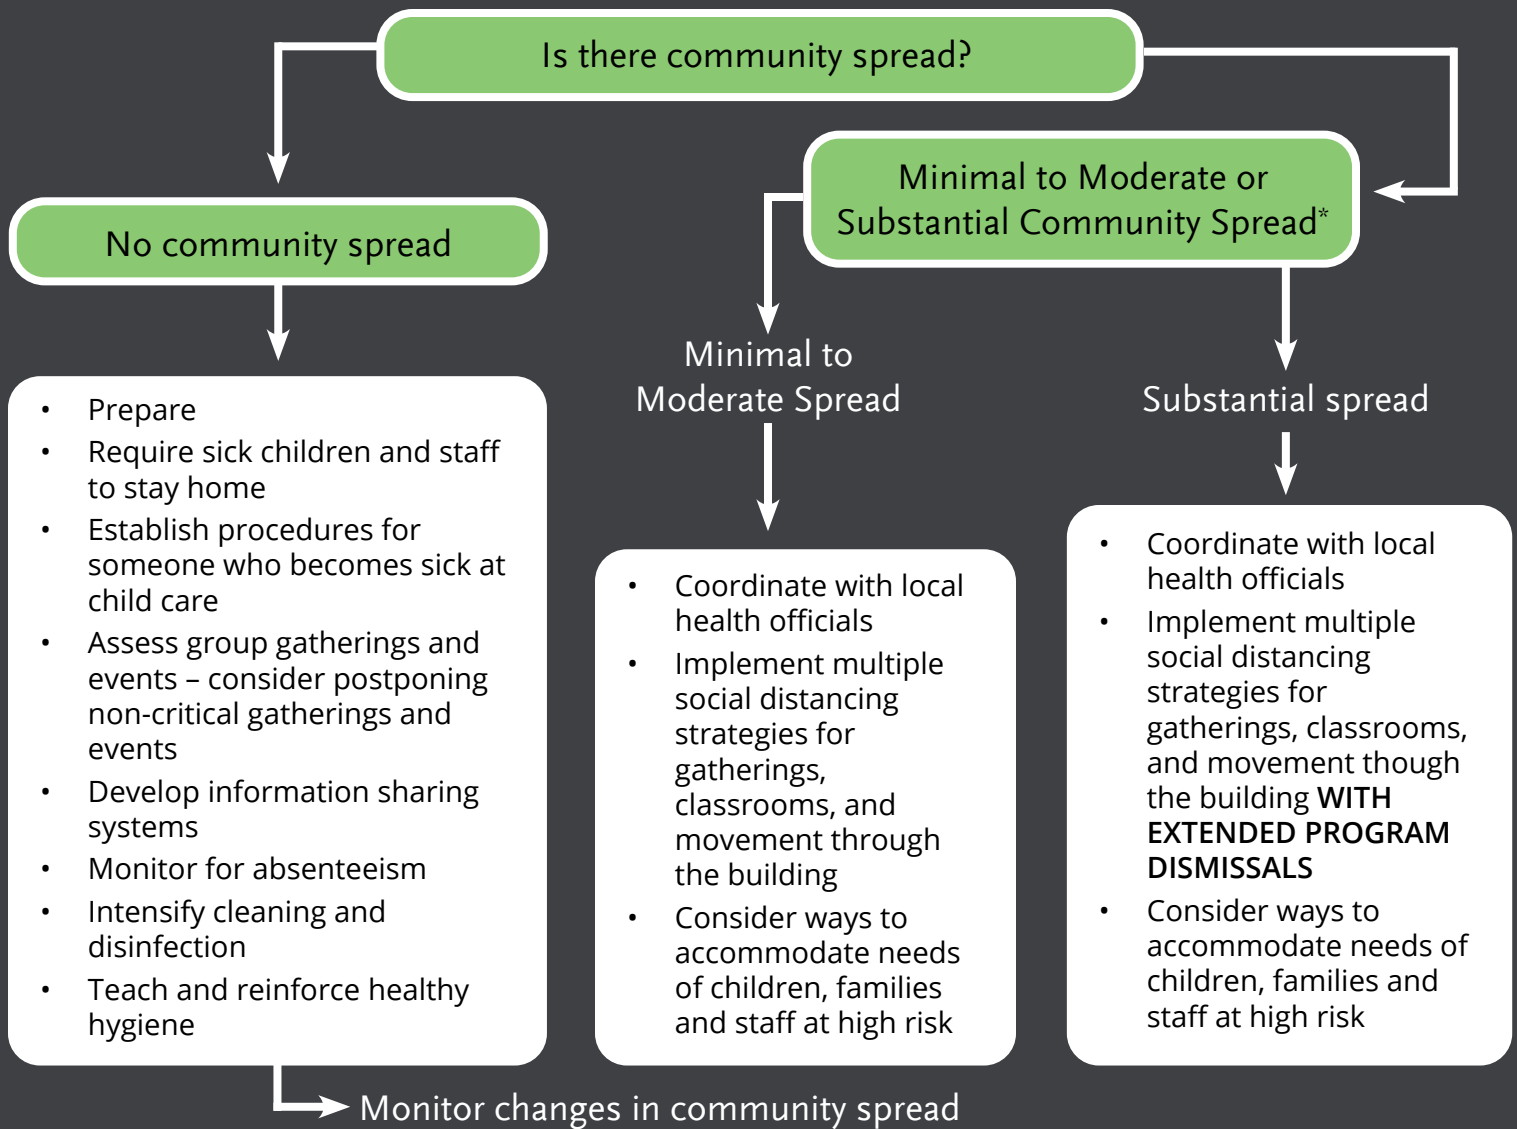 Is there community spread?
No community spread
• Prepare
• Require sick children and staff
to stay home
• Establish procedures for
someone who becomes sick at
child care
• Assess group gatherings and
events – consider postponing
non-critical gatherings and
events
• Develop information sharing
systems
• Monitor for absenteeism
• Intensify cleaning and
disinfection
• Teach and reinforce healthy
hygiene
Monitor changes in community spread
Minimal to Moderate or
Substantial Community Spread*
Minimal to
Moderate Spread
• Coordinate with local
health officials
• Implement multiple
social distancing
strategies for
gatherings,
classrooms, and
movement through
the building
• Consider ways to
accommodate needs
of children, families
and staff at high risk
Substantial spread
• Coordinate with local
health officials
• Implement multiple
social distancing
strategies for
gatherings, classrooms,
and movement though
the building WITH
EXTENDED PROGRAM
DISMISSALS
• Consider ways to
accommodate needs of
children, families and
staff at high risk